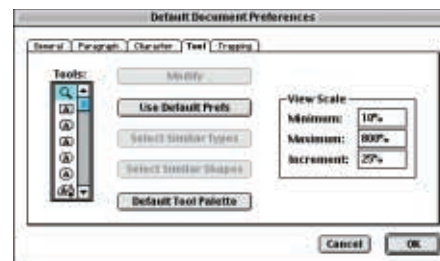 Default Document Preferences
General Paragraph Character Tool Trapping
Tools:
Modify
Use Default Prefs
Select Similar Types
Select Similar Shapes
Default Tool Palette
View Scale
Minimum: 10%
Maximum: 800%
Increment: 25%
Cancel OK